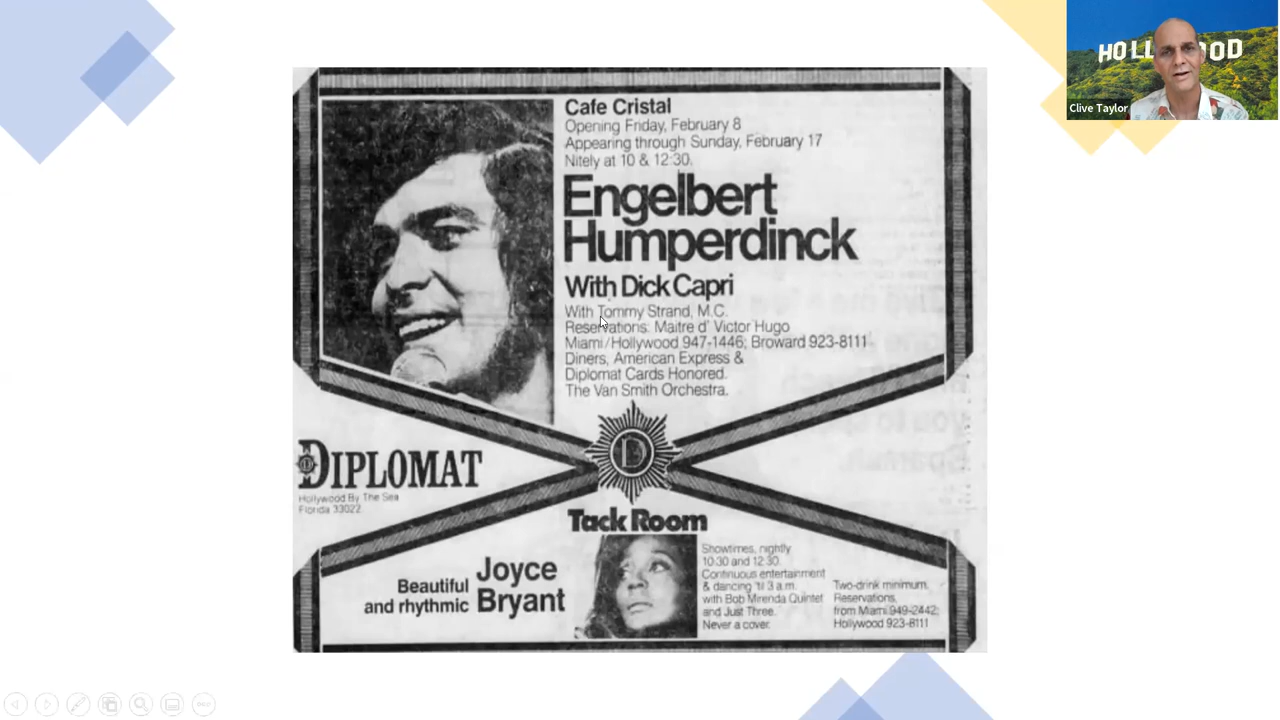 HOLLYWOOD
Clive Taylor
Cafe Cristal
Opening Friday, February 8
Appearing through Sunday, February 17
Nitely at 10 & 12:30.
Engelbert
Humperdinck
With Dick Capri
With Tommy Strand, M.C.
Reservations: Maitre d' Victor Hugo
Miami/Hollywood 947-1446; Broward 923-8111
Diners, American Express &
Diplomat Cards Honored.
The Van Smith Orchestra.
D
DIPLOMAT
Hollywood By The Sea
Florida 33022
Tack Room
Beautiful
and rhythmic
Joyce
Bryant
Showtimes, nightly
10:30 and 12:30.
Continuous entertainment
& dancing 'til 3 a.m.
with Bob Mirenda Quintet
and Just Three.
Never a cover.
Two-drink minimum.
Reservations,
from Miami 949-2442;
Hollywood 923-8111